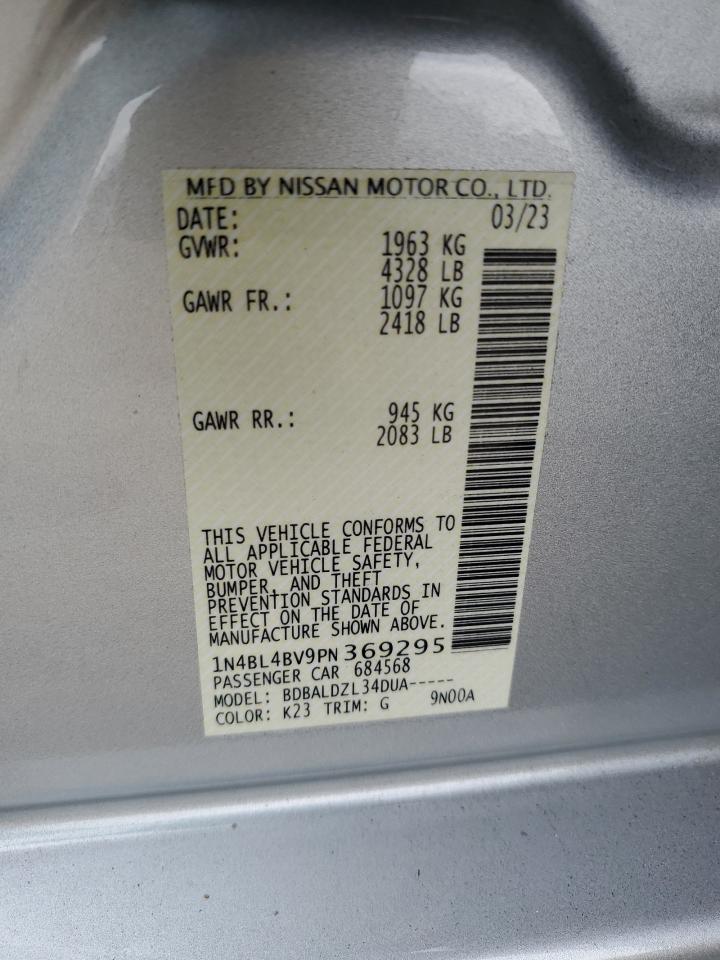 MFD BY NISSAN MOTOR CO., LTD.
DATE: 03/23
GVWR: 1963 KG
4328 LB
GAWR FR.: 1097 KG
2418 LB
GAWR RR.: 945 KG
2083 LB
THIS VEHICLE CONFORMS TO
ALL APPLICABLE FEDERAL
MOTOR VEHICLE SAFETY,
BUMPER, AND THEFT
PREVENTION STANDARDS IN
EFFECT ON THE DATE OF
MANUFACTURE SHOWN ABOVE.
1N4BL4BV9PN369295
PASSENGER CAR 684568
MODEL: BDBALDZL34DUA-----
COLOR: K23 TRIM: G 9N00A